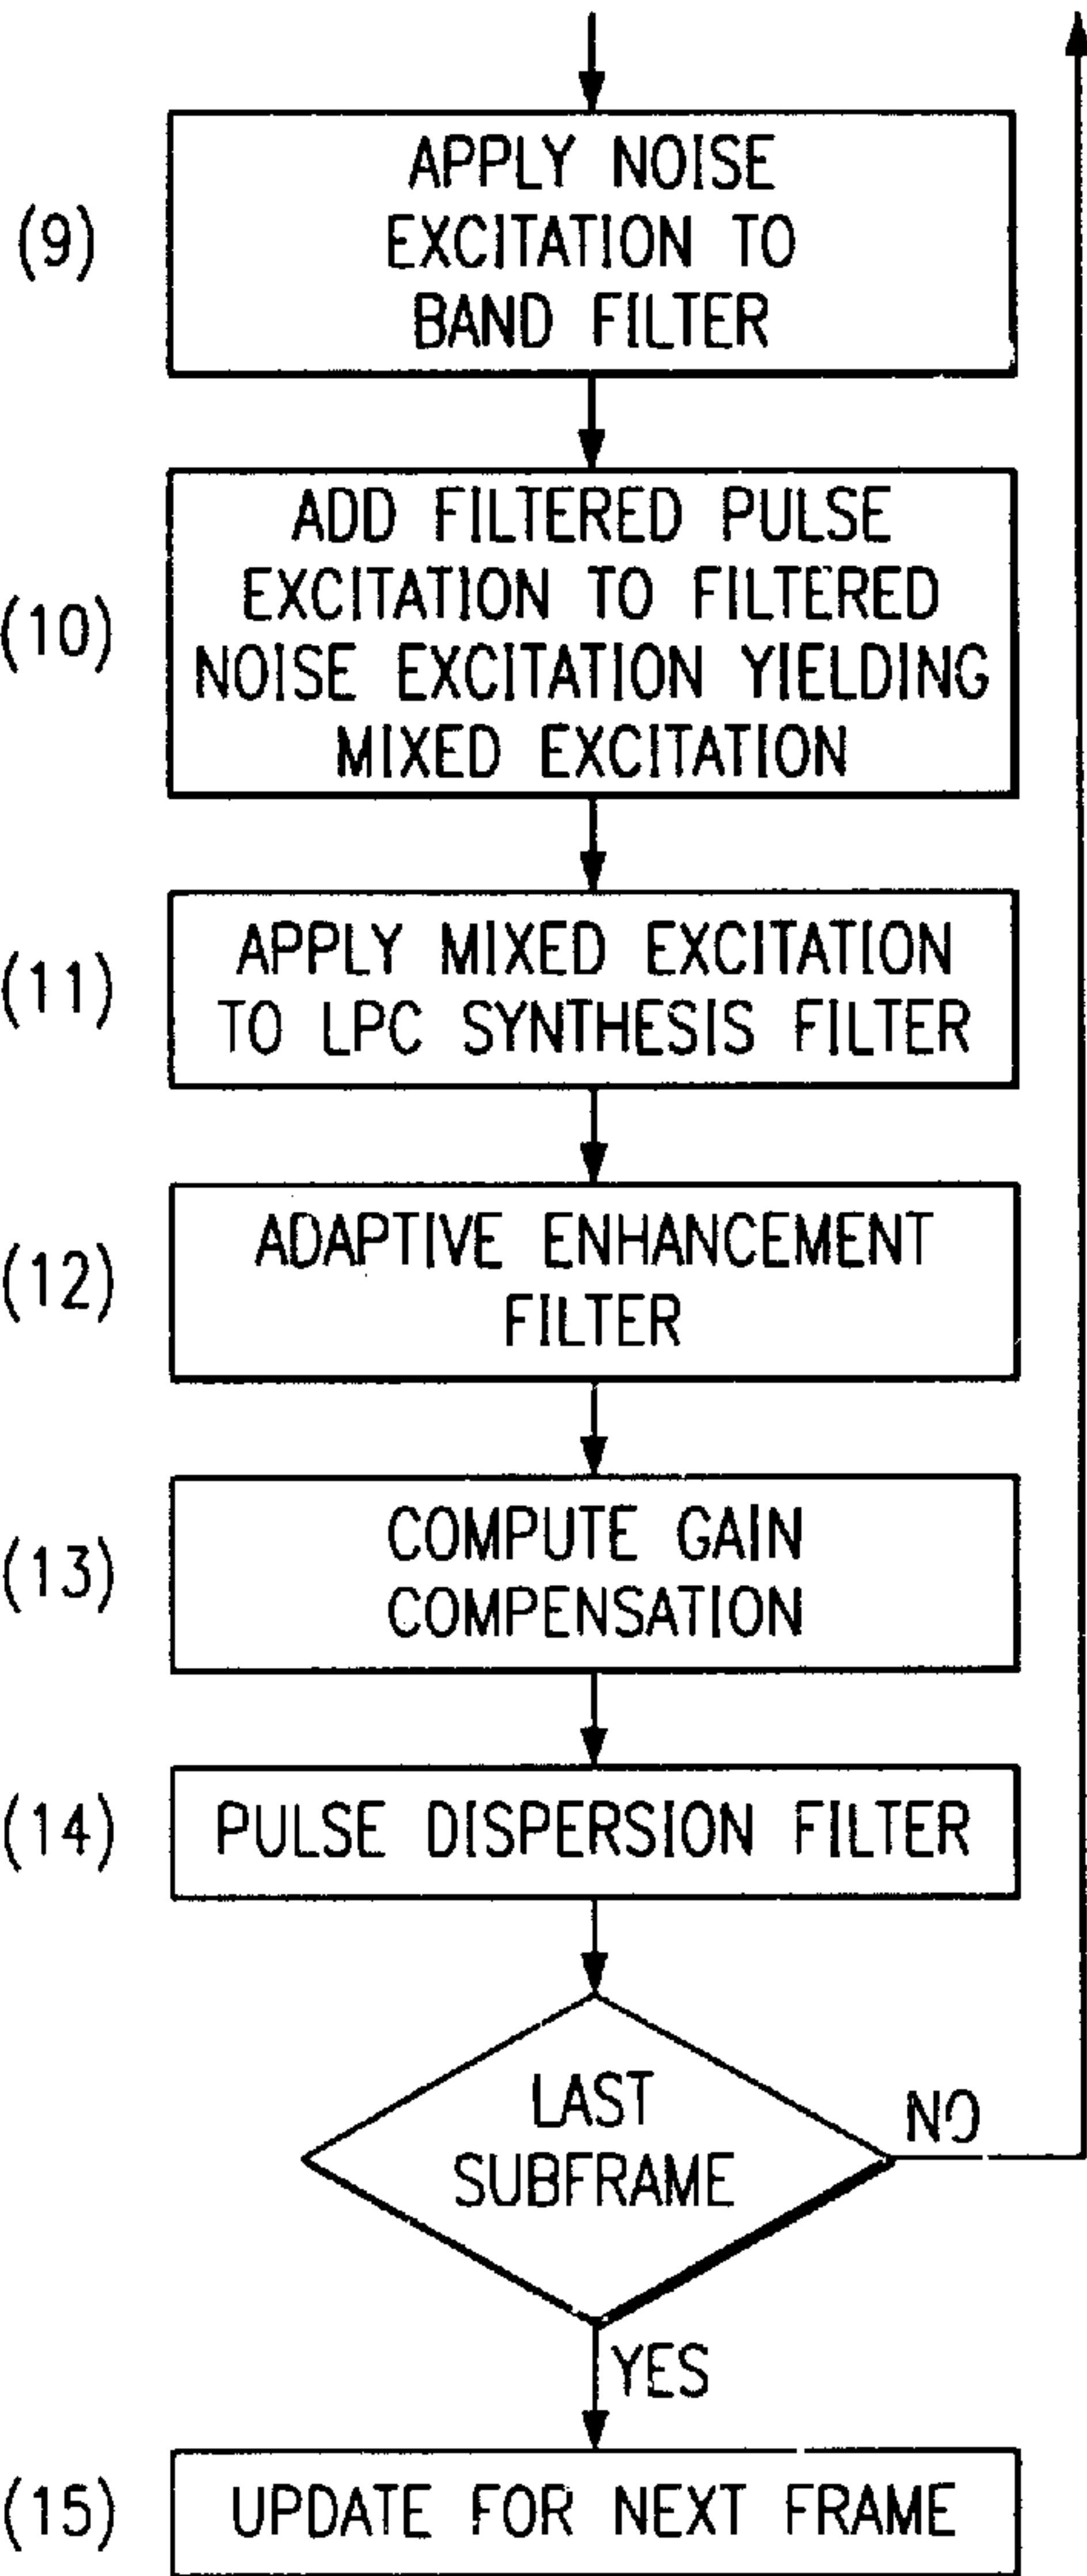 (9)
APPLY NOISE
EXCITATION TO
BAND FILTER
(10)
ADD FILTERED PULSE
EXCITATION TO FILTERED
NOISE EXCITATION YIELDING
MIXED EXCITATION
(11)
APPLY MIXED EXCITATION
TO LPC SYNTHESIS FILTER
(12)
ADAPTIVE ENHANCEMENT
FILTER
(13)
COMPUTE GAIN
COMPENSATION
(14)
PULSE DISPERSION FILTER
LAST
SUBFRAME
NO
YES
(15)
UPDATE FOR NEXT FRAME